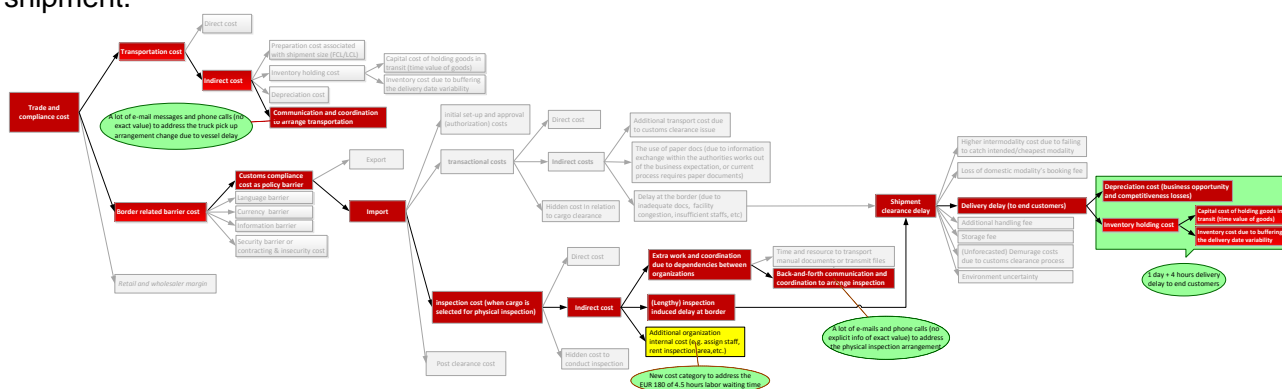 shipment.
Direct cost
Transportation cost
Preparation cost associated
with shipment size (FCL/LCL)
Indirect cost
Inventory holding cost
Capital cost of holding goods in
transit (time value of goods)
Inventory cost due to buffering
the delivery date variability
Depreciation cost
Communication and coordination
to arrange transportation
Trade and
compliance cost
A lot of e-mail messages and phone calls (no
exact value) to address the truck pick up
arrangement change due to vessel delay
Border related barrier cost
Customs compliance
cost as policy barrier
Language barrier
Currency barrier
Information barrier
Security barrier or
contracting & insecurity cost
Retail and wholesaler margin
Export
Import
initial set-up and approval
(authorization) costs
transactional costs
Direct cost
Indirect costs
Hidden cost in relation
to cargo clearance
Additional transport cost due to
customs clearance issue
The use of paper docs (due to information
exchange within the authorities works out
of the business expectation, or current
process requires paper documents)
Delay at the border (due to
inadequate docs, facility
congestion, insufficient staffs, etc)
inspection cost (when cargo is
selected for physical inspection)
Post clearance cost
Direct cost
Indirect cost
Hidden cost to
conduct inspection
Extra work and coordination
due to dependencies between
organizations
Time and resource to transport
manual documents or transmit files
Back-and-forth communication and
coordination to arrange inspection
(Lengthy) inspection
induced delay at border
Additional organization
internal cost (e.g. assign staff,
rent inspection area,etc.)
New cost category to address the
EUR 180 of 4.5 hours labor waiting time
A lot of e-mails and phone calls (no
explicit info of exact value) to address
the physical inspection arrangement
Shipment
clearance delay
Higher intermodality cost due to failing
to catch intended/cheapest modality
Loss of domestic modality's booking fee
Delivery delay (to end customers)
Additional handling fee
Storage fee
(Unforecasted) Demurage costs
due to customs clearance process
Environment uncertainty
Depreciation cost (business opportunity
and competitiveness losses)
Inventory holding cost
Capital cost of holding goods in
transit (time value of goods)
Inventory cost due to buffering
the delivery date variability
1 day + 4 hours delivery
delay to end customers